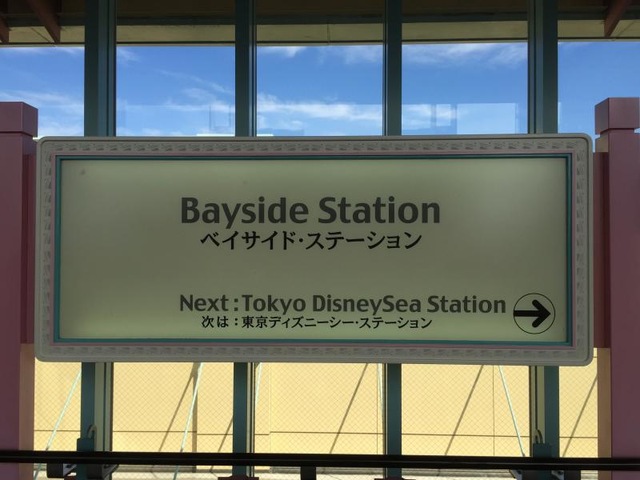 Bayside Station
ベイサイド・ステーション
Next : Tokyo DisneySea Station
次は：東京ディズニーシー・ステーション